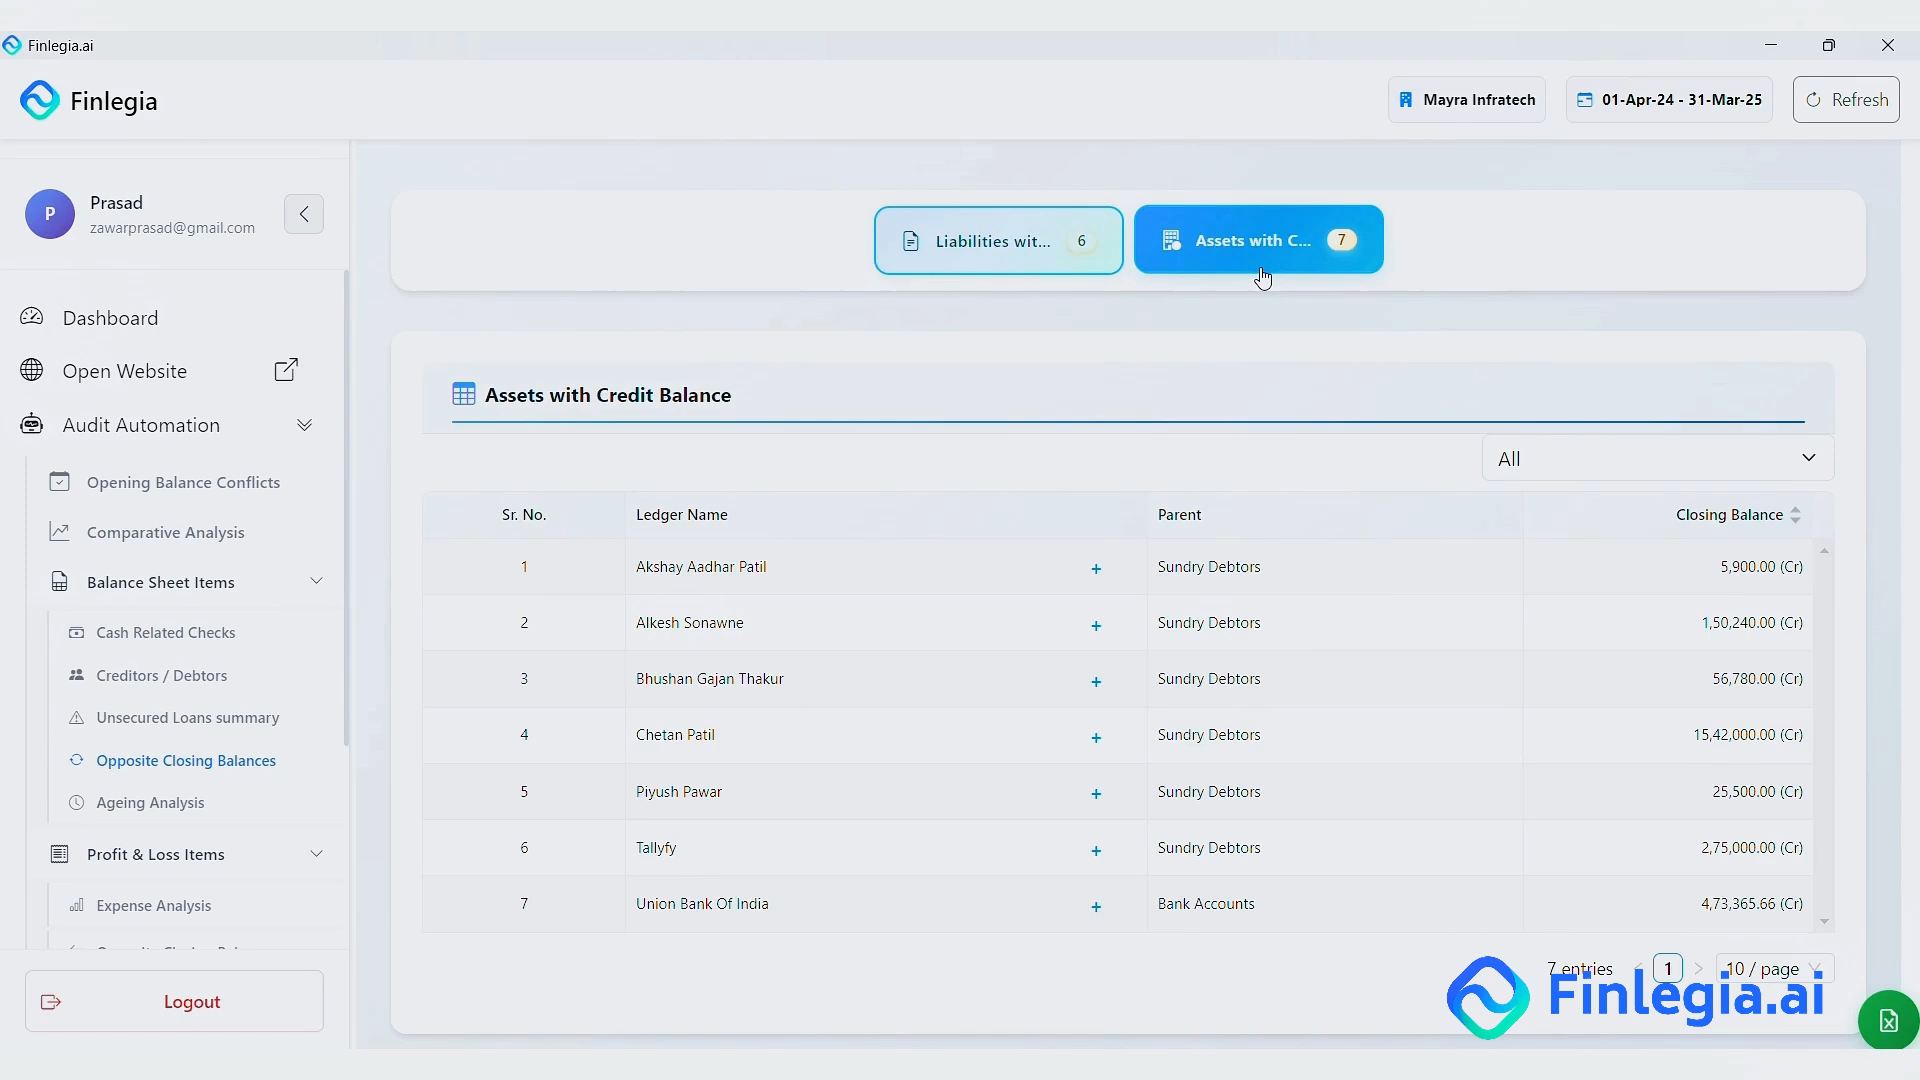 Finlegia.ai
Finlegia
Mayra Infratech
01-Apr-24 - 31-Mar-25
Refresh
P
Prasad
zawarprasad@gmail.com
Dashboard
Open Website
Audit Automation
Opening Balance Conflicts
Comparative Analysis
Balance Sheet Items
Cash Related Checks
Creditors / Debtors
Unsecured Loans summary
Opposite Closing Balances
Ageing Analysis
Profit & Loss Items
Expense Analysis
Logout
Liabilities wit... 6
Assets with C... 7
Assets with Credit Balance
All
Sr. No. Ledger Name Parent Closing Balance
1 Akshay Aadhar Patil + Sundry Debtors 5,900.00 (Cr)
2 Alkesh Sonawne + Sundry Debtors 1,50,240.00 (Cr)
3 Bhushan Gajan Thakur + Sundry Debtors 56,780.00 (Cr)
4 Chetan Patil + Sundry Debtors 15,42,000.00 (Cr)
5 Piyush Pawar + Sundry Debtors 25,500.00 (Cr)
6 Tallyfy + Sundry Debtors 2,75,000.00 (Cr)
7 Union Bank Of India + Bank Accounts 4,73,365.66 (Cr)
7 entries < 1 > 10 / page
Finlegia.ai